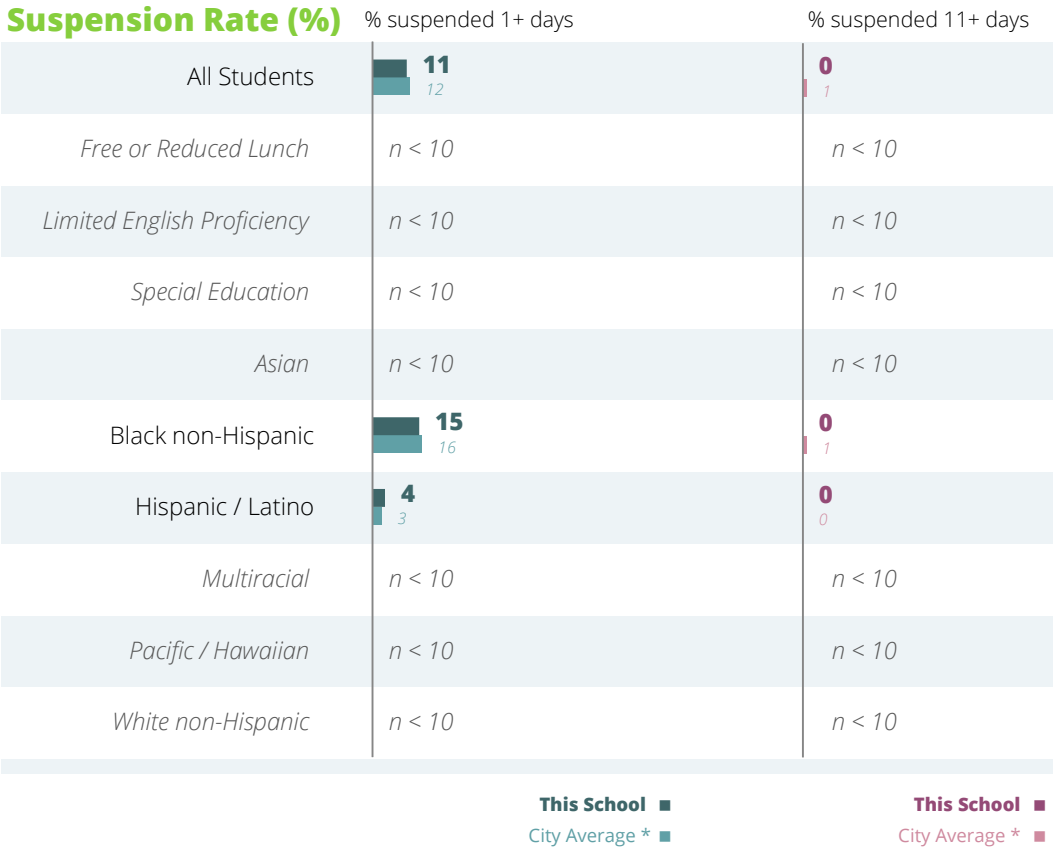 Suspension Rate (%) % suspended 1+ days % suspended 11+ days
All Students 11 0
12 1
Free or Reduced Lunch n < 10 n < 10
Limited English Proficiency n < 10 n < 10
Special Education n < 10 n < 10
Asian n < 10 n < 10
Black non-Hispanic 15 0
16 1
Hispanic / Latino 4 0
3 0
Multiracial n < 10 n < 10
Pacific / Hawaiian n < 10 n < 10
White non-Hispanic n < 10 n < 10
This School This School
City Average * City Average *